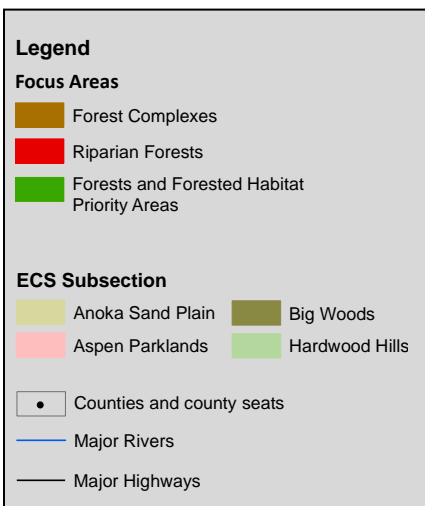 Legend
Focus Areas
Forest Complexes
Riparian Forests
Forests and Forested Habitat
Priority Areas
ECS Subsection
Anoka Sand Plain
Big Woods
Aspen Parklands
Hardwood Hills
Counties and county seats
Major Rivers
Major Highways